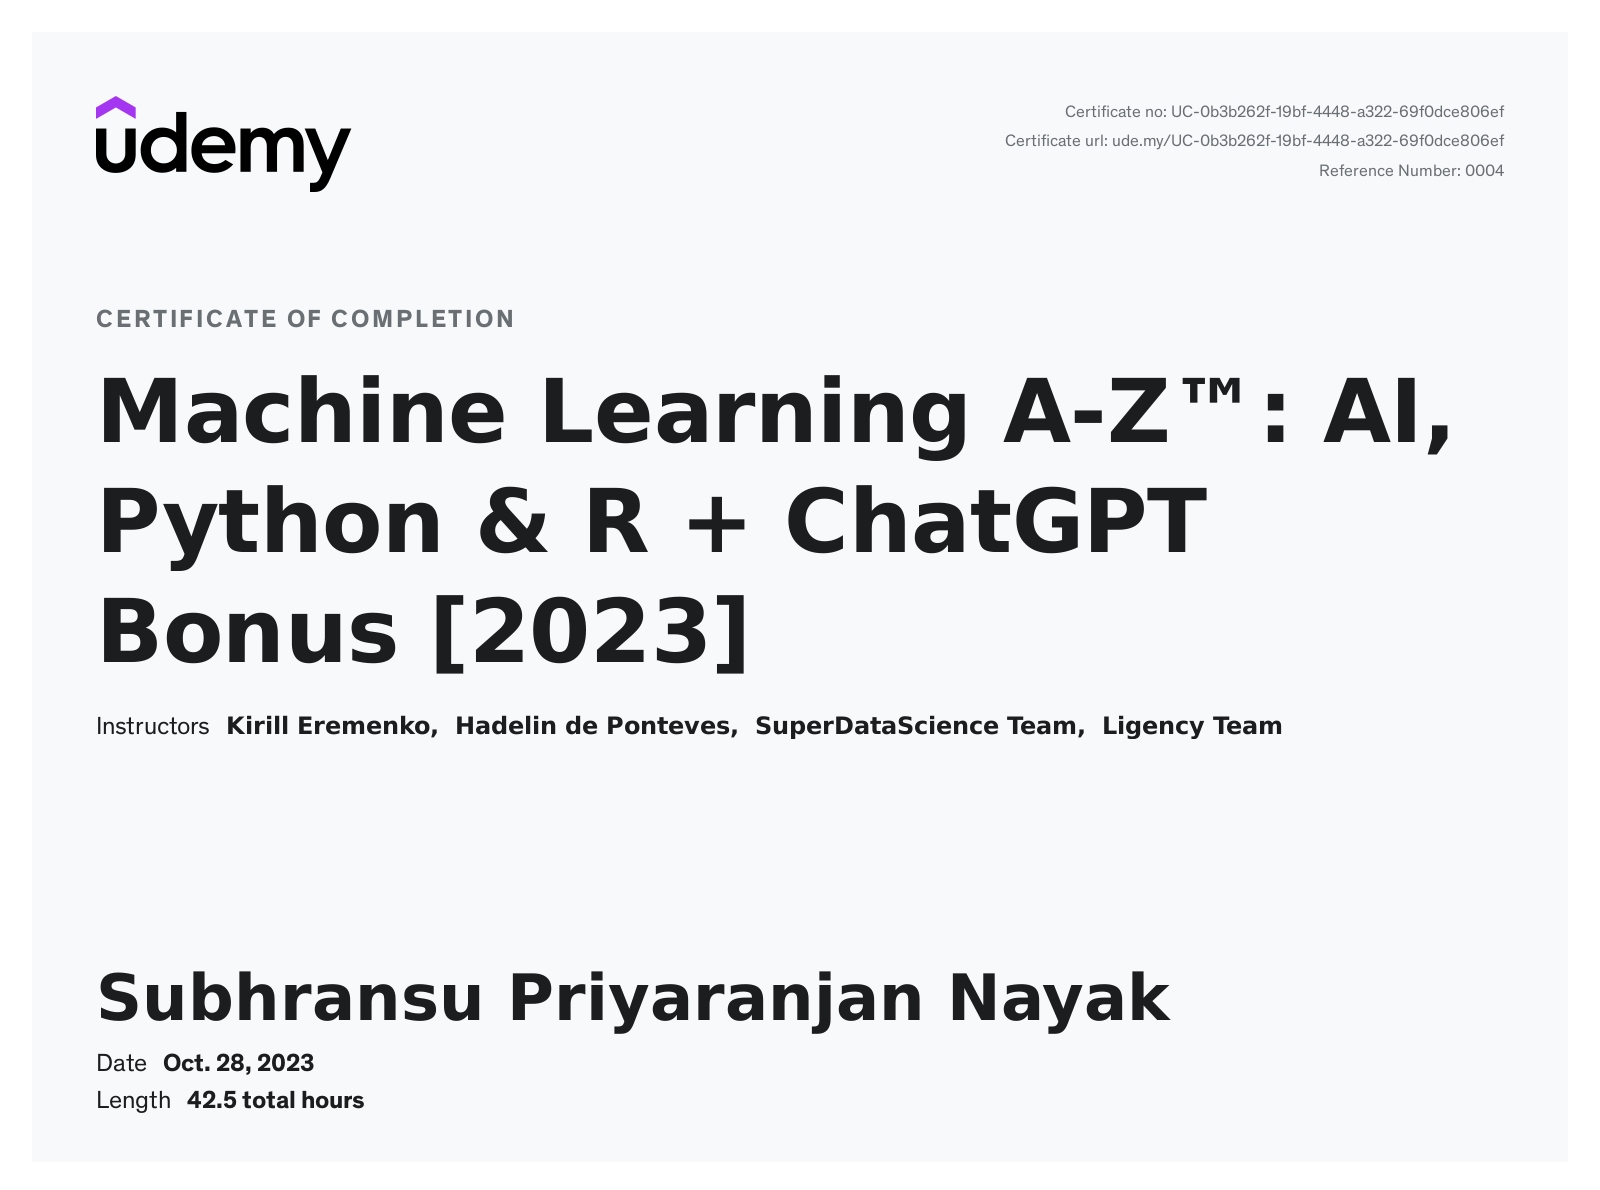 udemy
Certificate no: UC-0b3b262f-19bf-4448-a322-69f0dce806ef
Certificate url: ude.my/UC-0b3b262f-19bf-4448-a322-69f0dce806ef
Reference Number: 0004
CERTIFICATE OF COMPLETION
Machine Learning A-Z™: AI,
Python & R + ChatGPT
Bonus [2023]
Instructors Kirill Eremenko, Hadelin de Ponteves, SuperDataScience Team, Ligency Team
Subhransu Priyaranjan Nayak
Date Oct. 28, 2023
Length 42.5 total hours